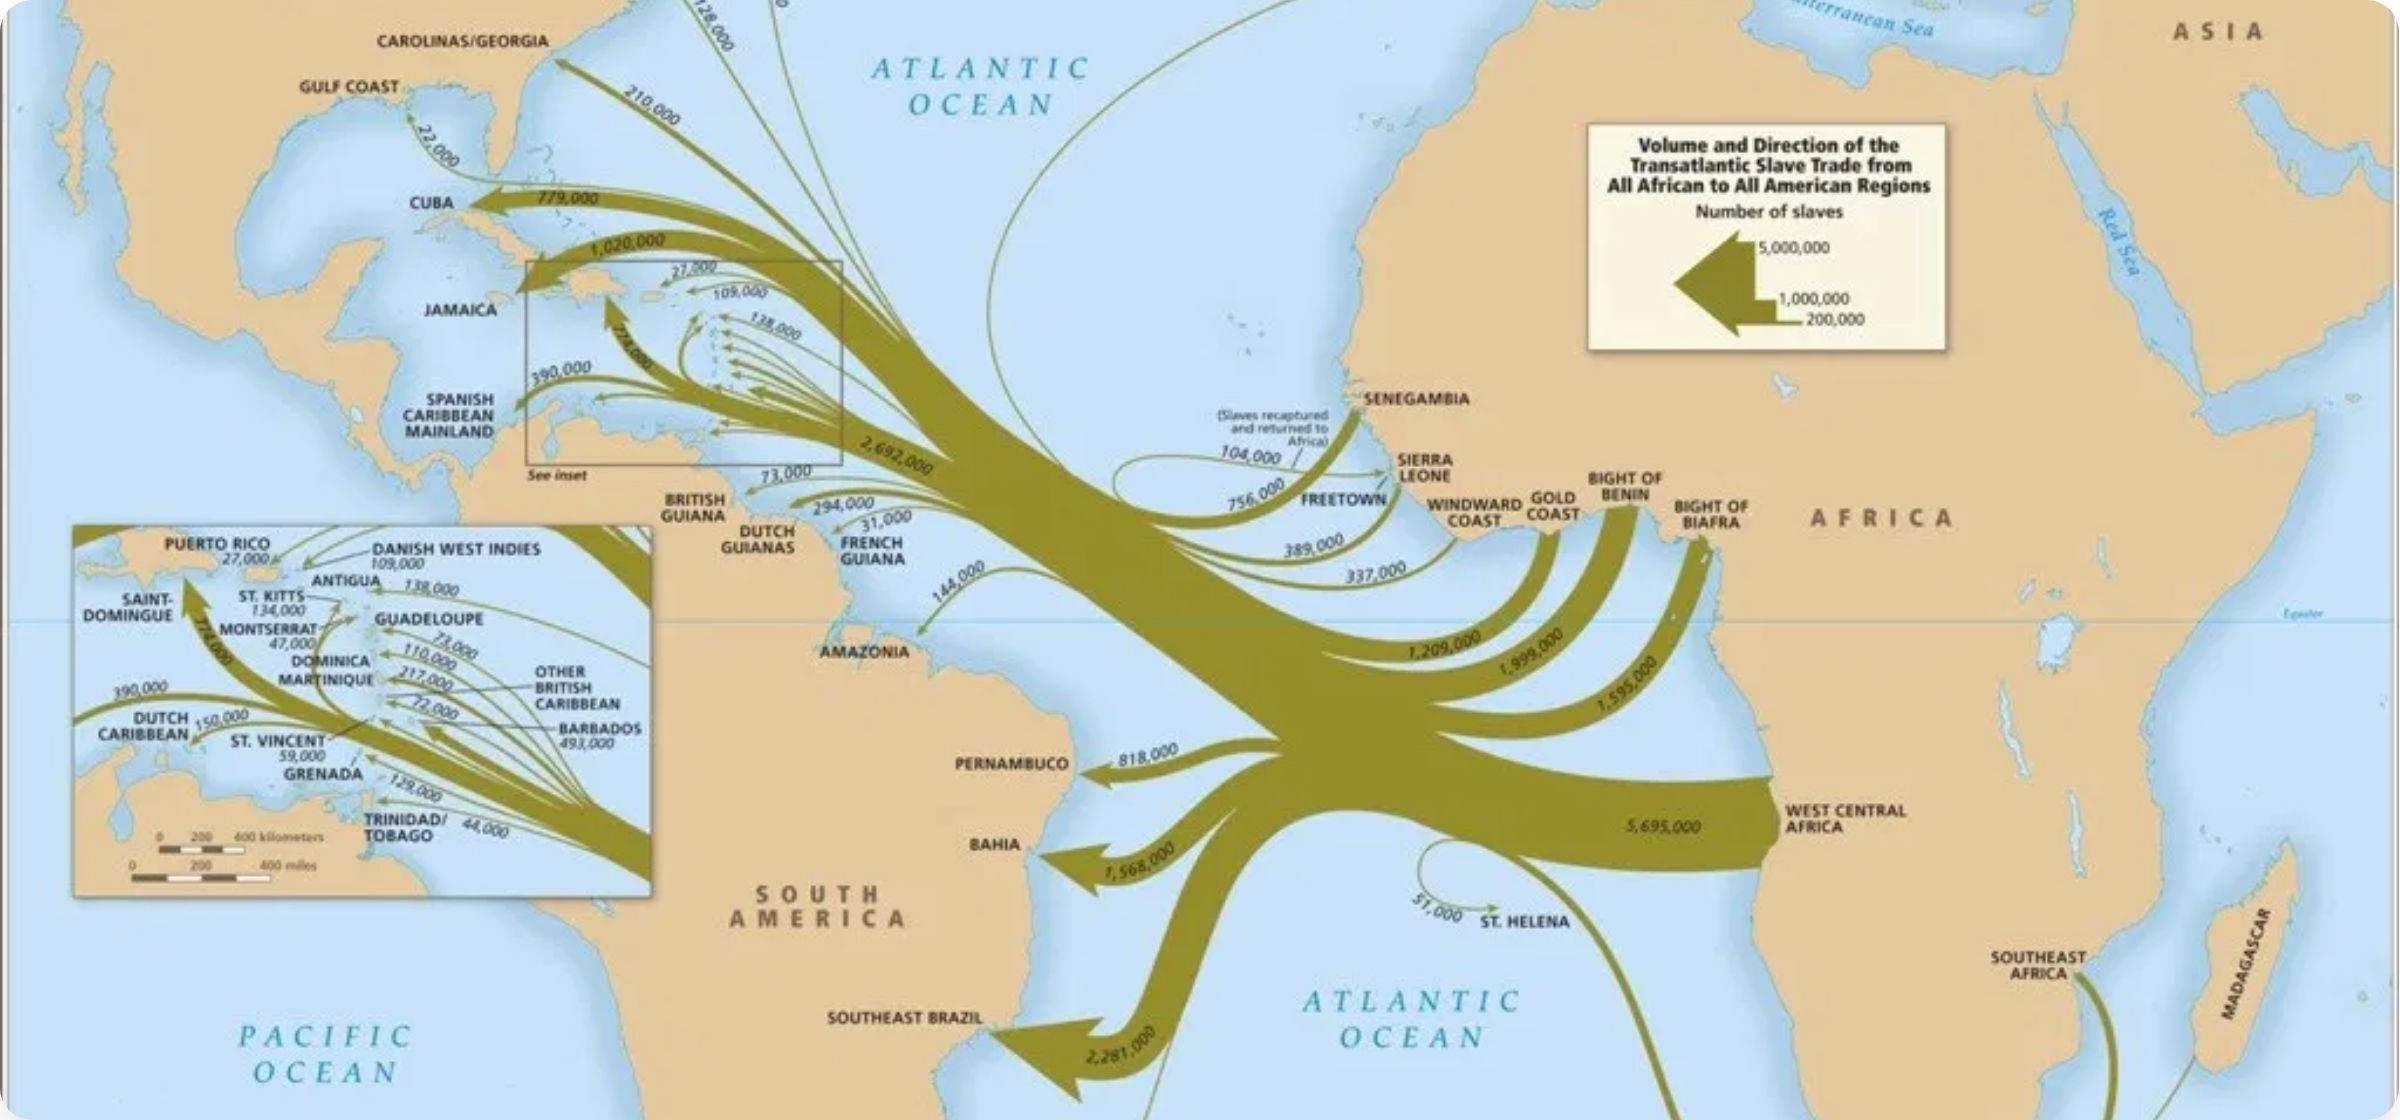 128,000
CAROLINAS/GEORGIA
GULF COAST
210,000
22,000
ATLANTIC
OCEAN
ASIA
CUBA
779,000
1,020,000
JAMAICA
27,000
109,000
138,000
774,000
390,000
SPANISH
CARIBBEAN
MAINLAND
See inset
2,692,000
73,000
BRITISH
GUIANA
294,000
DUTCH
GUIANAS
31,000
FRENCH
GUIANA
144,000
AMAZONIA
Volume and Direction of the
Transatlantic Slave Trade from
All African to All American Regions
Number of slaves
5,000,000
1,000,000
200,000
Red Sea
SENEGAMBIA
(Slaves recaptured
and returned to
Africa)
104,000
756,000
SIERRA
LEONE
FREETOWN
389,000
337,000
WINDWARD
COAST
GOLD
COAST
BIGHT OF
BENIN
BIGHT OF
BIAFRA
AFRICA
Equator
1,209,000
1,999,000
1,595,000
PUERTO RICO
27,000
DANISH WEST INDIES
109,000
ANTIGUA
138,000
ST. KITTS
134,000
SAINT-
DOMINGUE
774,000
MONTSERRAT
47,000
GUADELOUPE
73,000
DOMINICA
110,000
MARTINIQUE
217,000
OTHER
BRITISH
CARIBBEAN
72,000
390,000
DUTCH
CARIBBEAN
150,000
ST. VINCENT
59,000
BARBADOS
493,000
GRENADA
129,000
TRINIDAD/
TOBAGO
44,000
0 200 400 kilometers
0 200 400 miles
PERNAMBUCO
818,000
BAHIA
1,568,000
WEST CENTRAL
AFRICA
5,695,000
SOUTH
AMERICA
51,000
ST. HELENA
SOUTHEAST
AFRICA
MADAGASCAR
SOUTHEAST BRAZIL
2,281,000
ATLANTIC
OCEAN
PACIFIC
OCEAN